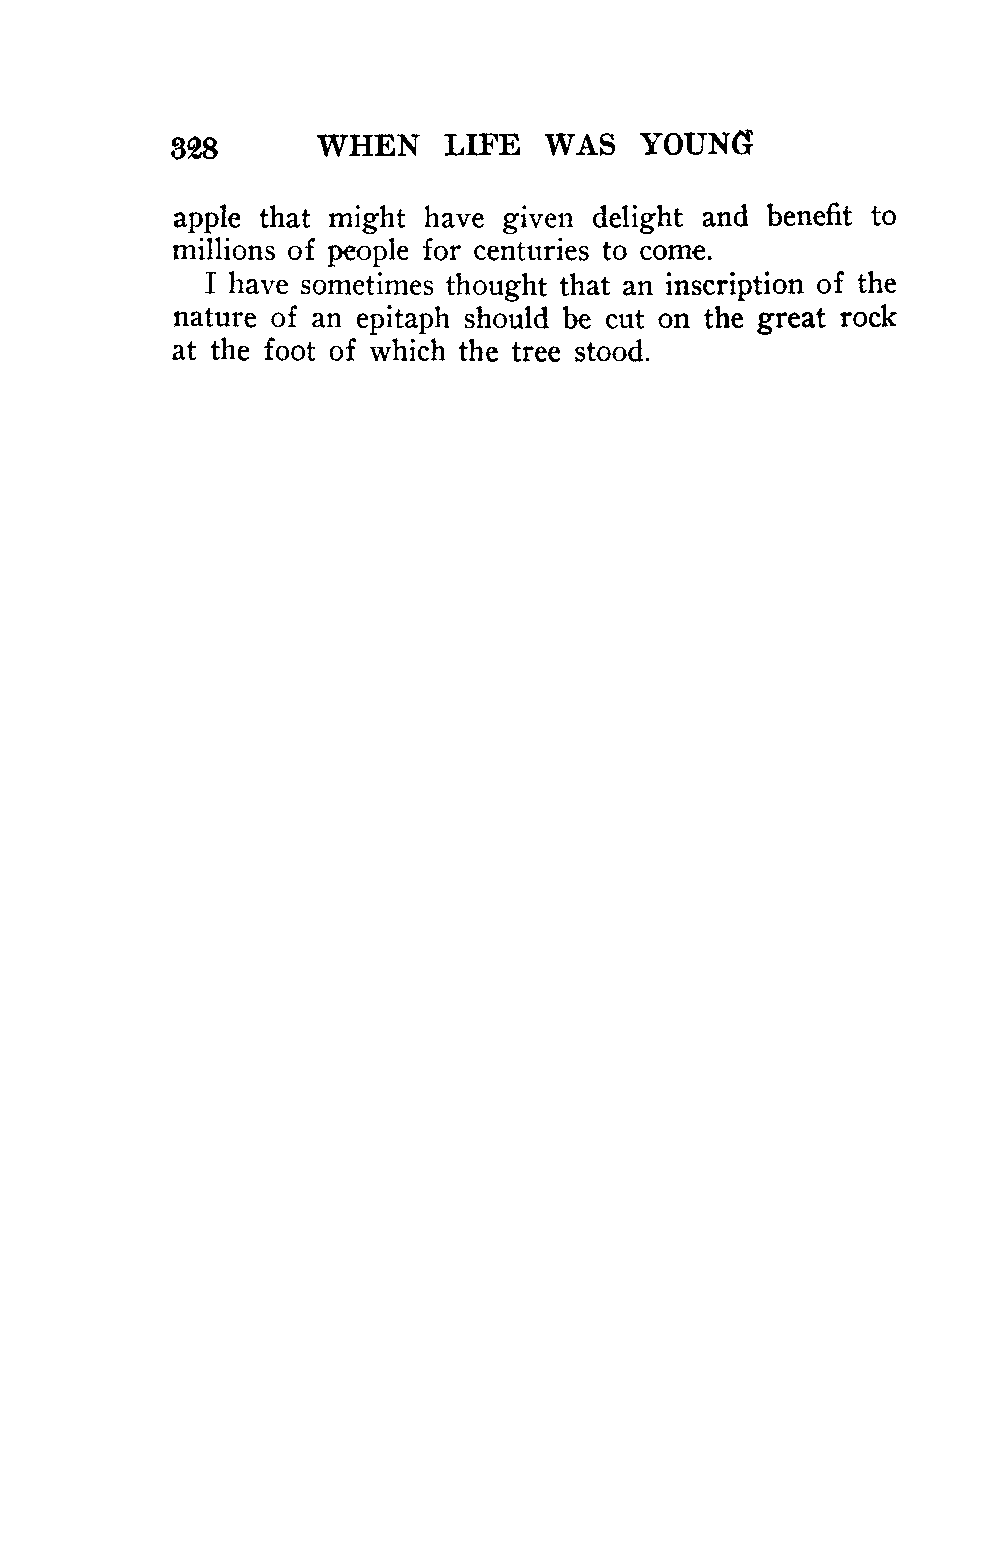 328 WHEN LIFE WAS YOUNG
apple that might have given delight and benefit to
millions of people for centuries to come.
I have sometimes thought that an inscription of the
nature of an epitaph should be cut on the great rock
at the foot of which the tree stood.